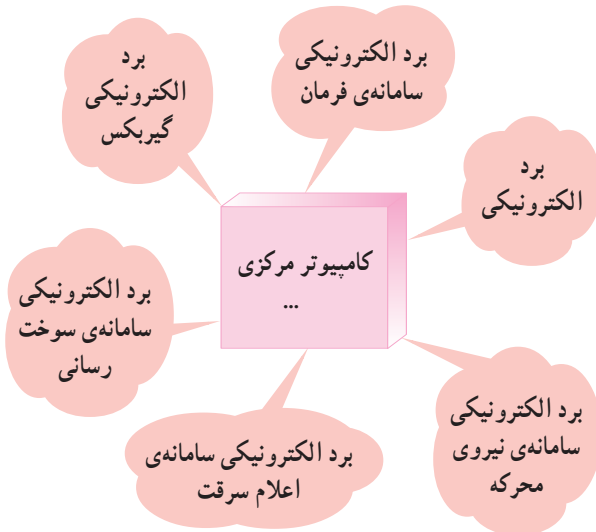 برد الکترونیکی
سامانه‌ی فرمان
برد
الکترونیکی
گیربکس
برد
الکترونیکی
کامپیوتر مرکزی
...
برد الکترونیکی
سامانه‌ی سوخت
رسانی
برد الکترونیکی
سامانه‌ی نیروی
محرکه
برد الکترونیکی سامانه‌ی
اعلام سرقت